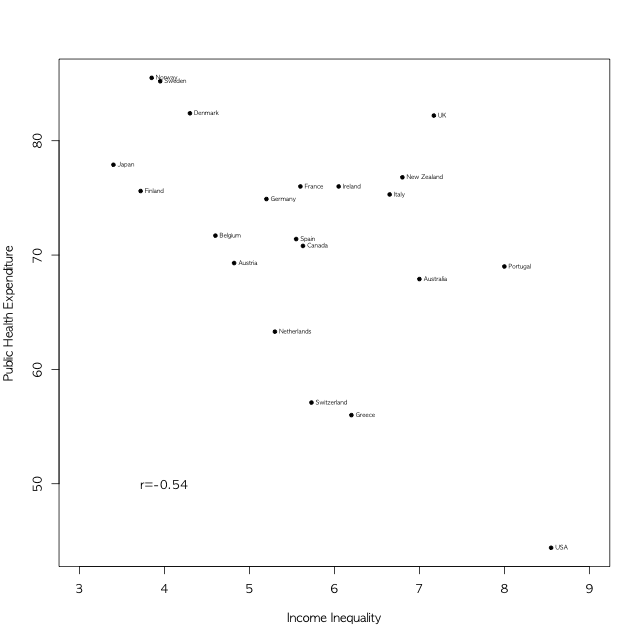 Norway
Sweden
Denmark
UK
80
Japan
New Zealand
Finland
France
Ireland
Italy
Germany
Belgium
Spain
Canada
70
Austria
Portugal
Australia
Public Health Expenditure
Netherlands
60
Switzerland
Greece
50
r=-0.54
USA
3 4 5 6 7 8 9
Income Inequality